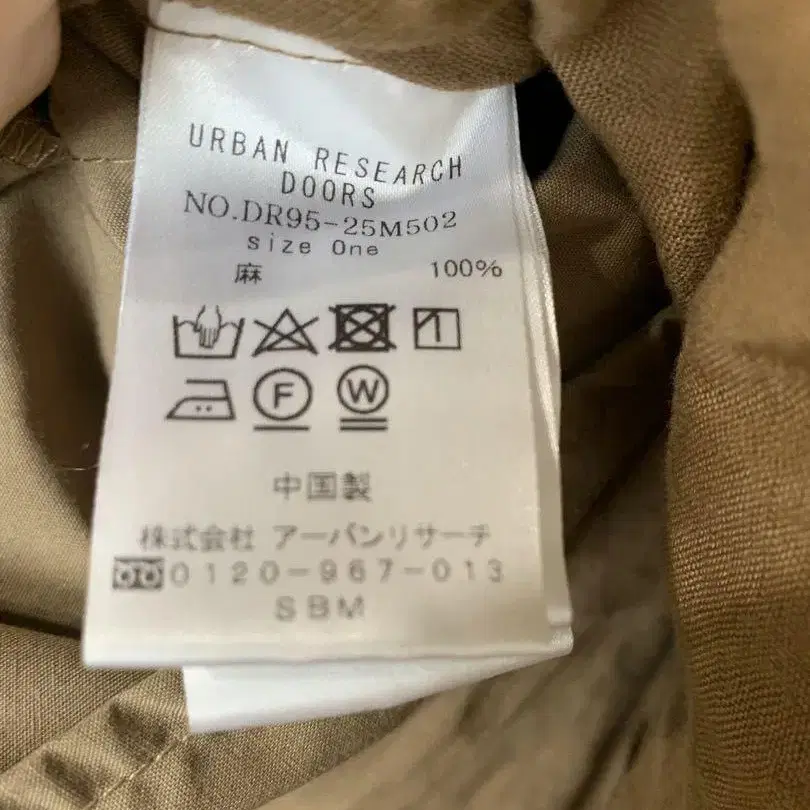 URBAN RESEARCH
DOORS
NO.DR95-25M502
size One
麻 100%
F W
中国製
株式会社 アーバンリサーチ
0120-967-013
SBM